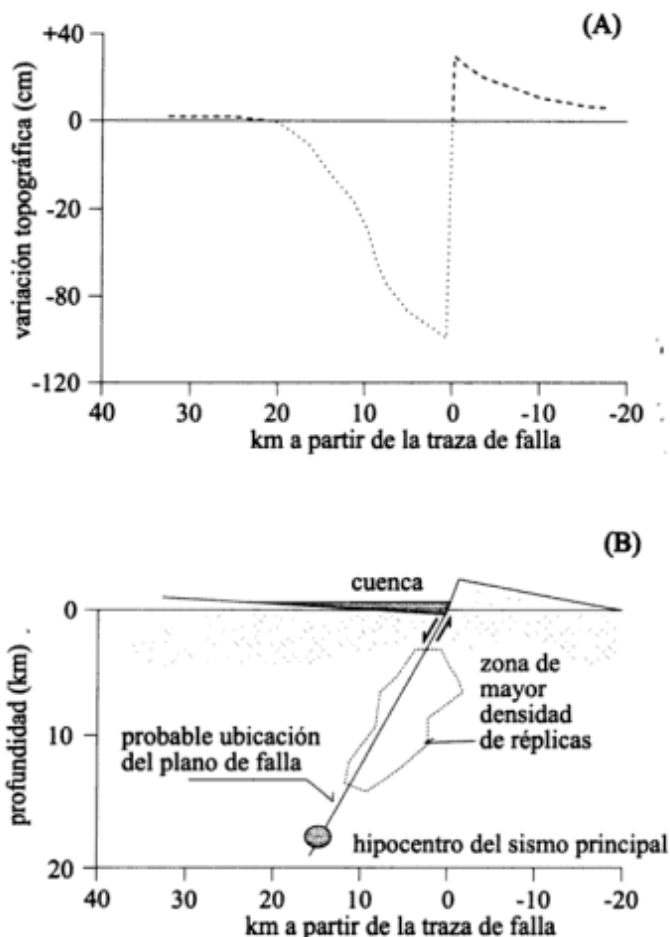 (A)
+40
0
-20
-80
-120
variación topográfica (cm)
40 30 20 10 0 -10 -20
km a partir de la traza de falla
(B)
cuenca
0
10
20
profundidad (km)
zona de
mayor
densidad
de réplicas
probable ubicación
del plano de falla
hipocentro del sismo principal
40 30 20 10 0 -10 -20
km a partir de la traza de falla